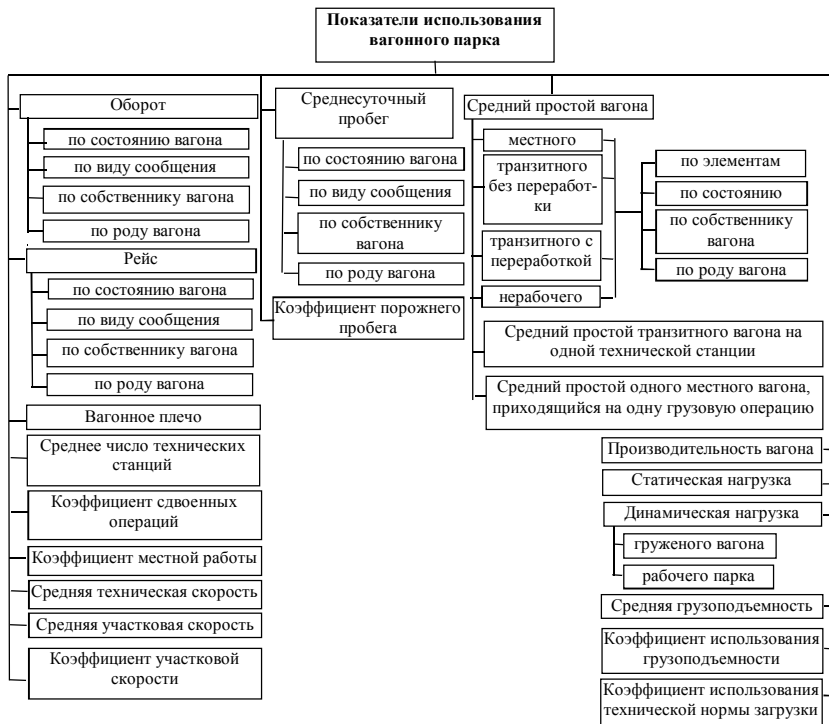 Показатели использования
вагонного парка
Оборот
по состоянию вагона
по виду сообщения
по собственнику вагона
по роду вагона
Рейс
по состоянию вагона
по виду сообщения
по собственнику вагона
по роду вагона
Вагонное плечо
Среднее число технических
станций
Коэффициент сдвоенных
операций
Коэффициент местной работы
Средняя техническая скорость
Средняя участковая скорость
Коэффициент участковой
скорости
Среднесуточный
пробег
по состоянию вагона
по виду сообщения
по собственнику
вагона
по роду вагона
Коэффициент порожнего
пробега
Средний простой вагона
местного
транзитного
без переработ-
ки
транзитного с
переработкой
нерабочего
по элементам
по состоянию
по собственнику
вагона
по роду вагона
Средний простой транзитного вагона на
одной технической станции
Средний простой одного местного вагона,
приходящийся на одну грузовую операцию
Производительность вагона
Статическая нагрузка
Динамическая нагрузка
груженого вагона
рабочего парка
Средняя грузоподъемность
Коэффициент использования
грузоподъемности
Коэффициент использования
технической нормы загрузки